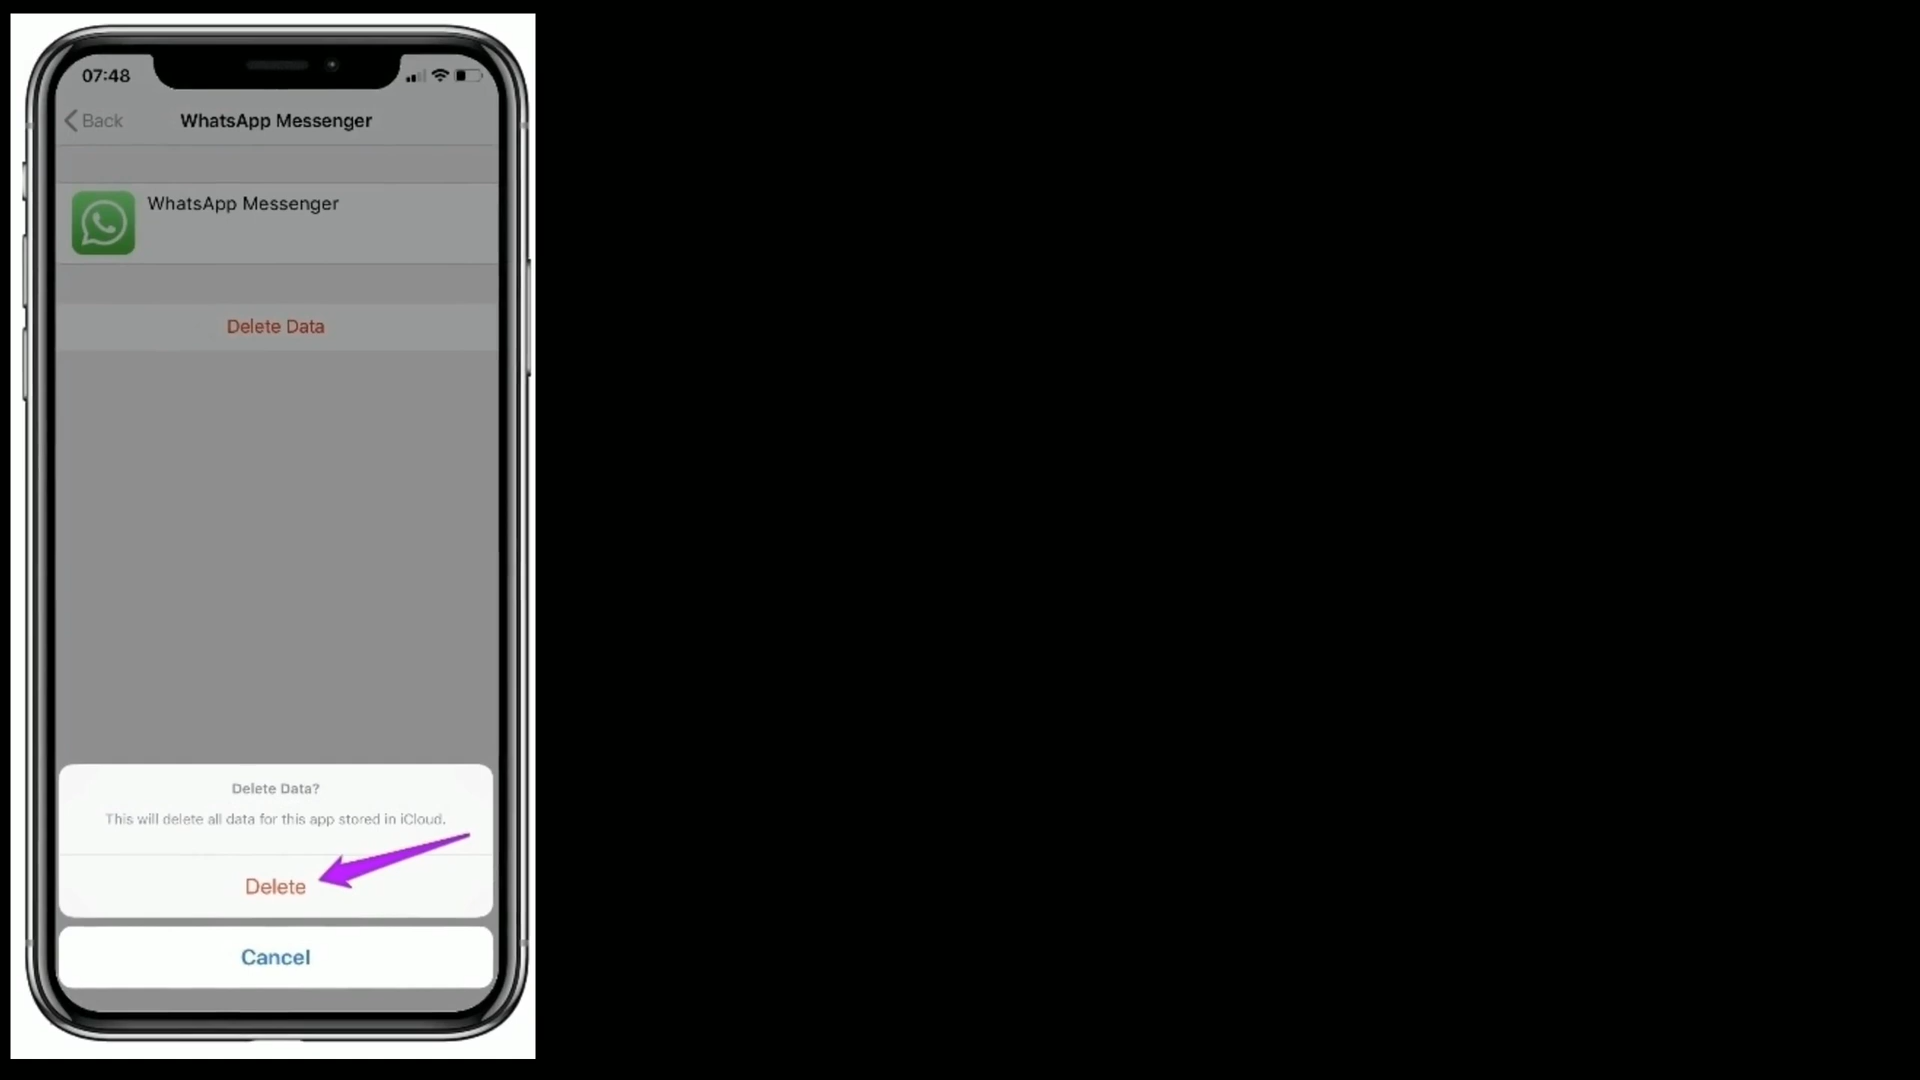 07:48
Back
WhatsApp Messenger
WhatsApp Messenger
Delete Data
Delete Data?
This will delete all data for this app stored in iCloud.
Delete
Cancel